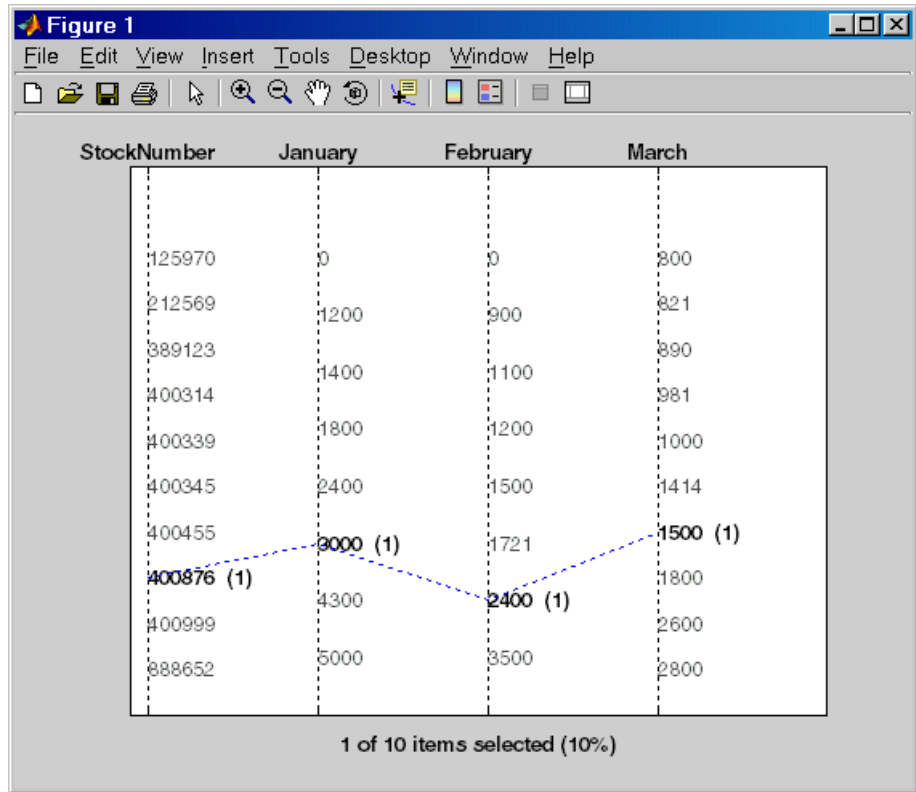 Figure 1
File Edit View Insert Tools Desktop Window Help
StockNumber January February March
125970 0 0 800
212569 1200 900 821
389123 1400 1100 890
400314 1800 1200 981
400339 2400 1500 1000
400345 3000 (1) 1721 1414
400455 4300 2400 (1) 1500 (1)
400876 (1) 5000 3500 1800
400999 2600
888652 2800
1 of 10 items selected (10%)